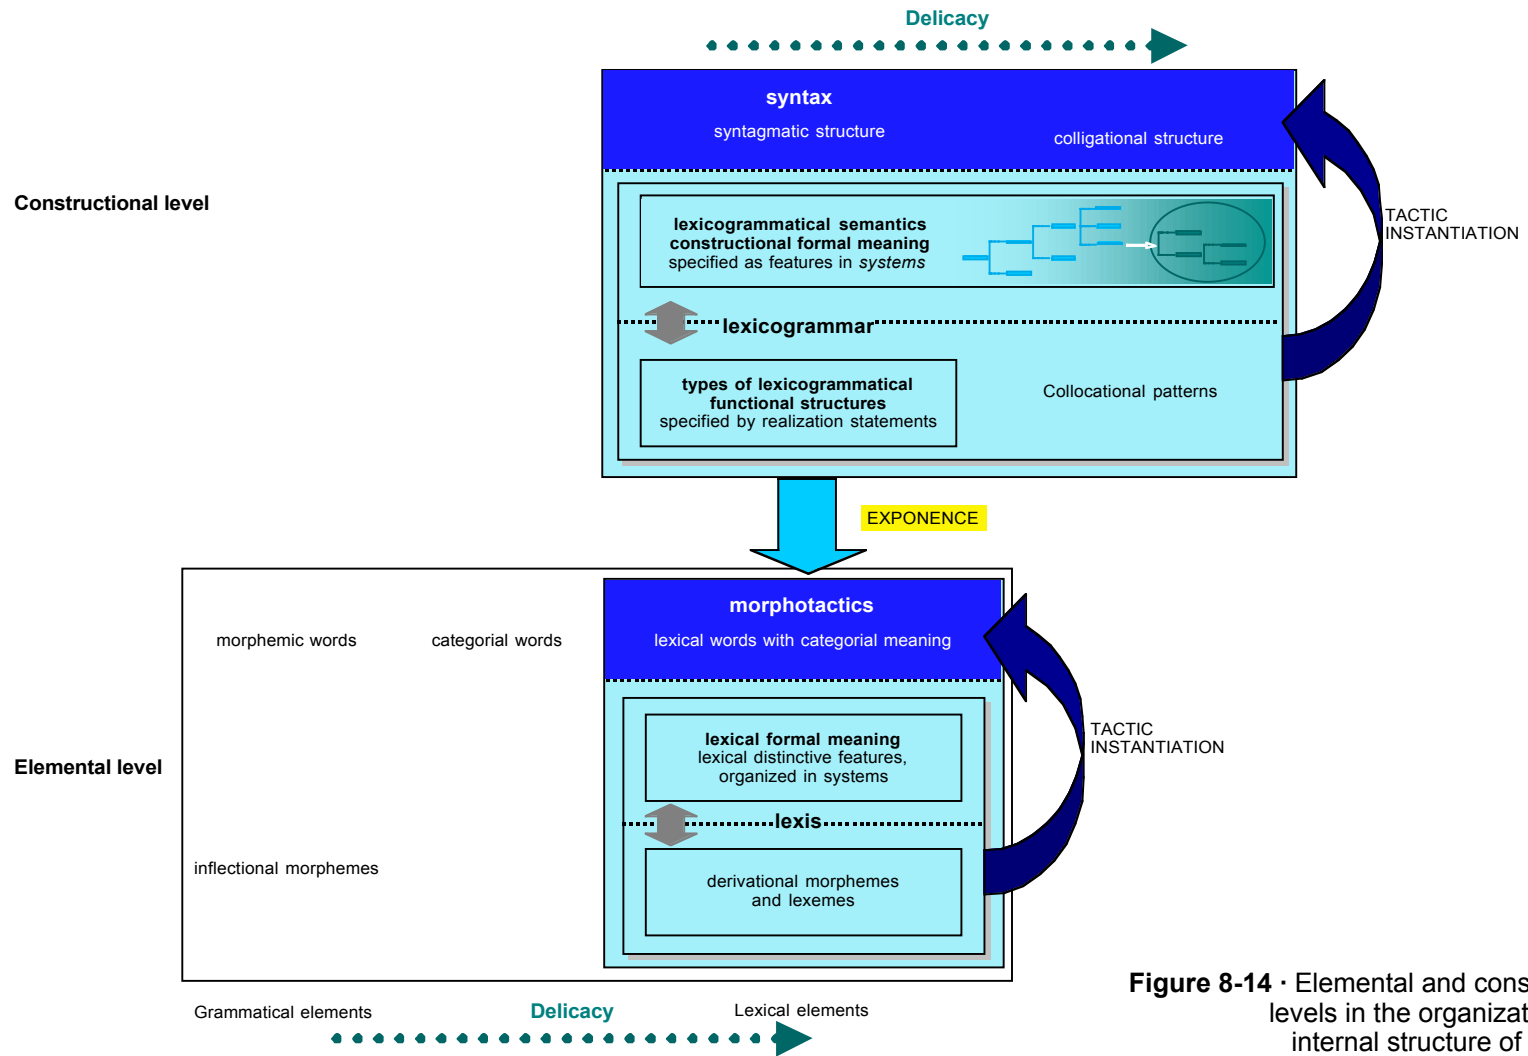 Delicacy
syntax
syntagmatic structure
colligational structure
Constructional level
lexicogrammatical semantics
constructional formal meaning
specified as features in systems
TACTIC
INSTANTIATION
lexicogrammar
types of lexicogrammatical
functional structures
specified by realization statements
Collocational patterns
EXPONENCE
morphotactics
morphemic words
categorial words
lexical words with categorial meaning
Elemental level
lexical formal meaning
lexical distinctive features,
organized in systems
TACTIC
INSTANTIATION
lexis
inflectional morphemes
derivational morphemes
and lexemes
Grammatical elements
Delicacy
Lexical elements
Figure 8-14 · Elemental and cons
levels in the organizat
internal structure of